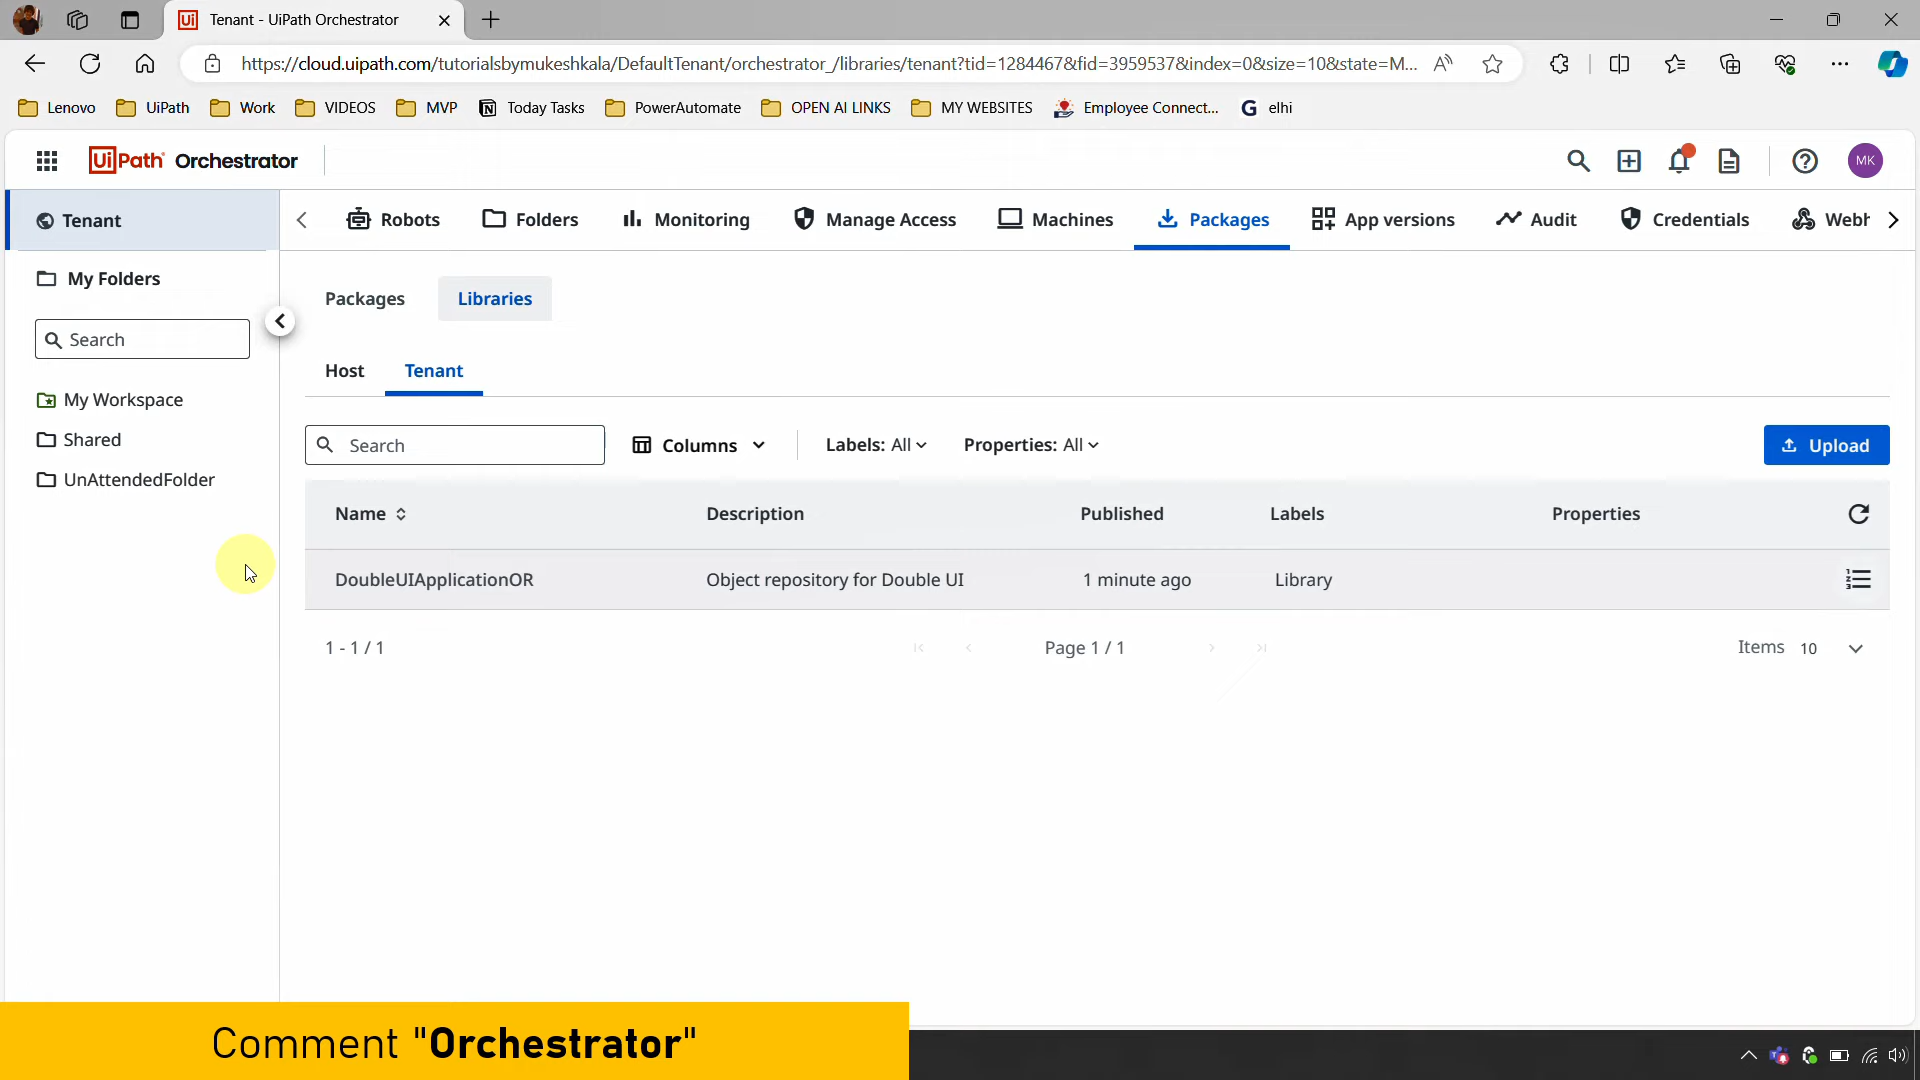 Tenant - UiPath Orchestrator
https://cloud.uipath.com/tutorialsbymukeshkala/DefaultTenant/orchestrator_/libraries/tenant?tid=1284467&fid=3959537&index=0&size=10&state=M...
Lenovo UiPath Work VIDEOS MVP Today Tasks PowerAutomate OPEN AI LINKS MY WEBSITES Employee Connect... elhi
UiPath Orchestrator
MK
Tenant
Robots Folders Monitoring Manage Access Machines Packages App versions Audit Credentials Webh
My Folders
Search
My Workspace
Shared
UnAttendedFolder
Packages Libraries
Host Tenant
Search Columns Labels: All Properties: All Upload
Name Description Published Labels Properties
DoubleUIApplicationOR Object repository for Double UI 1 minute ago Library
1 - 1 / 1 Page 1 / 1 Items 10
Comment "Orchestrator"